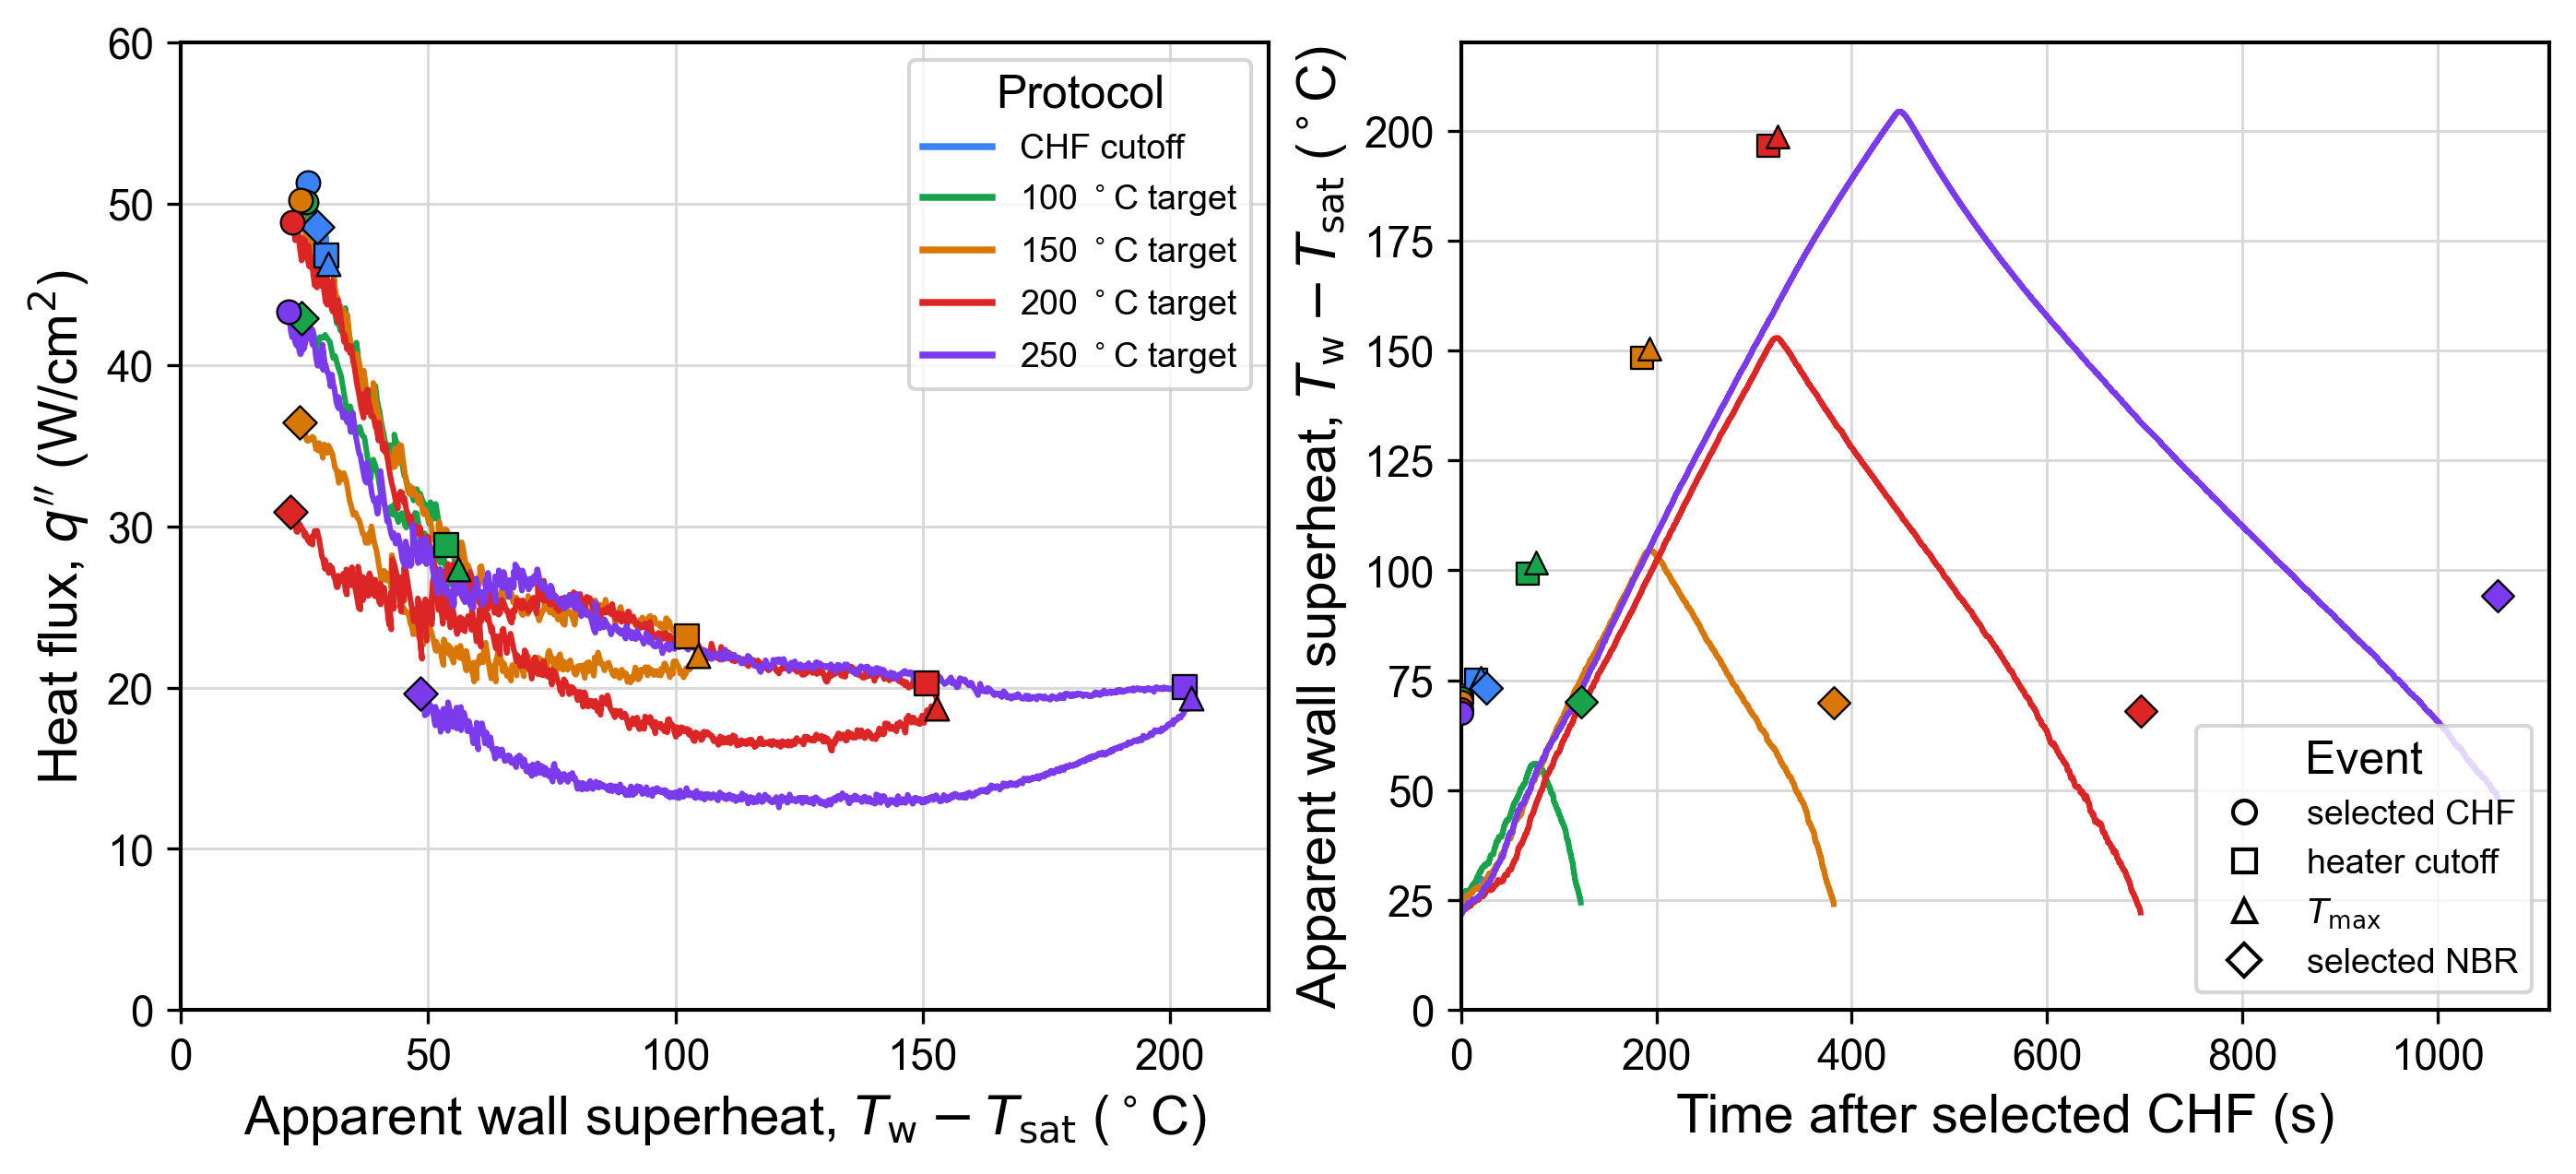 60
50
40
30
20
10
0
0
50
100
150
200
Heat flux, q″ (W/cm²)
Apparent wall superheat, T_w − T_sat (°C)
Protocol
CHF cutoff
100 °C target
150 °C target
200 °C target
250 °C target
200
175
150
125
100
75
50
25
0
0
200
400
600
800
1000
Apparent wall superheat, T_w − T_sat (°C)
Time after selected CHF (s)
Event
selected CHF
heater cutoff
T_max
selected NBR